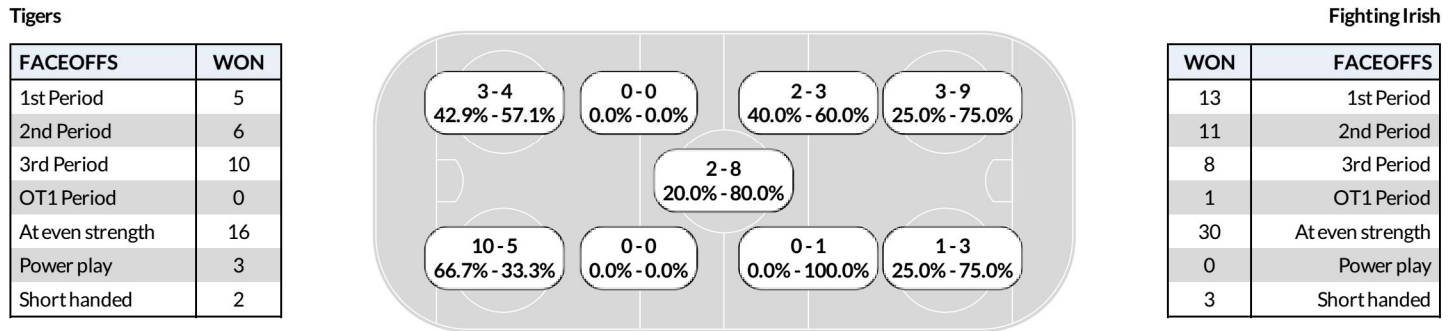 Tigers
FACEOFFS WON
1st Period 5
2nd Period 6
3rd Period 10
OT1 Period 0
At even strength 16
Power play 3
Short handed 2
3 - 4
42.9% - 57.1%
0 - 0
0.0% - 0.0%
2 - 3
40.0% - 60.0%
3 - 9
25.0% - 75.0%
2 - 8
20.0% - 80.0%
10 - 5
66.7% - 33.3%
0 - 0
0.0% - 0.0%
0 - 1
0.0% - 100.0%
1 - 3
25.0% - 75.0%
Fighting Irish
WON FACEOFFS
13 1st Period
11 2nd Period
8 3rd Period
1 OT1 Period
30 At even strength
0 Power play
3 Short handed